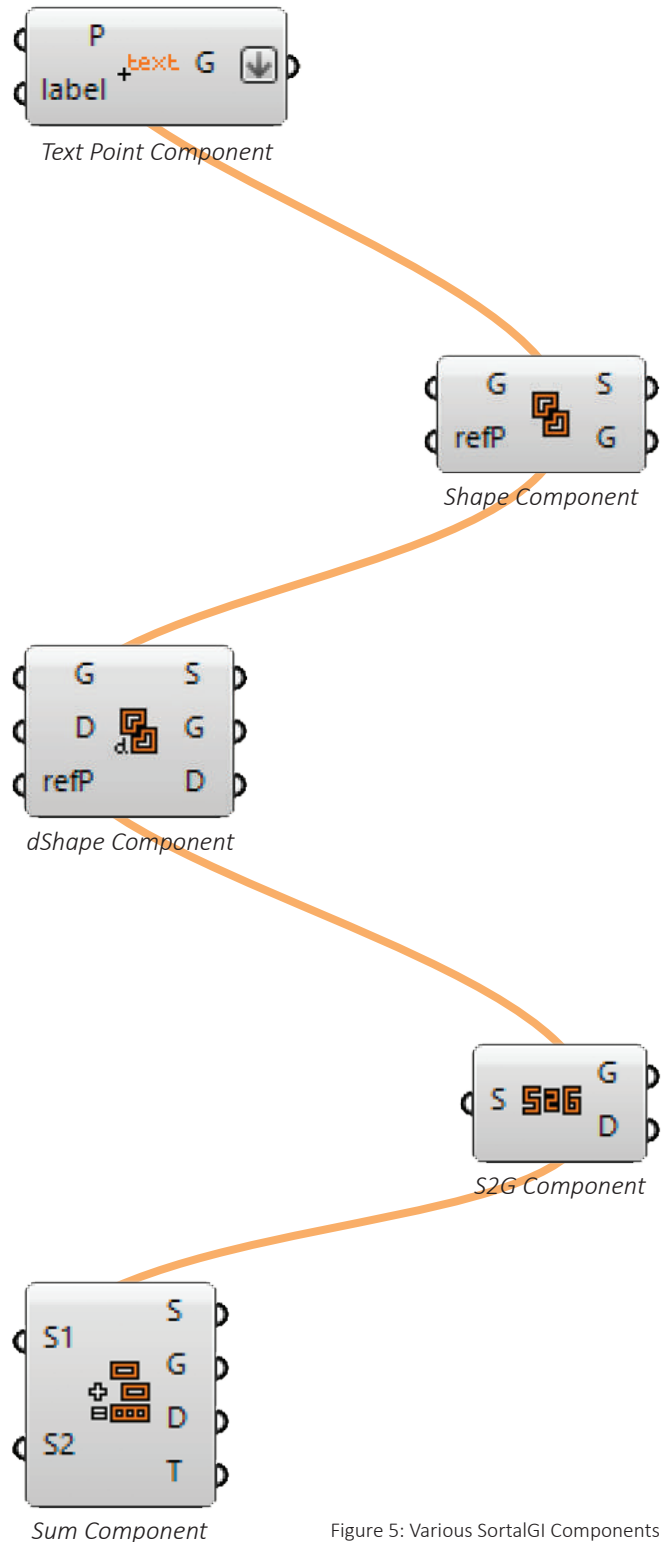 P
label
text G
Text Point Component
G S
refP G
Shape Component
G S
D d. G
refP D
dShape Component
S S2G G
D
S2G Component
S
S1
G
D
S2
T
Sum Component
Figure 5: Various SortalGI Components